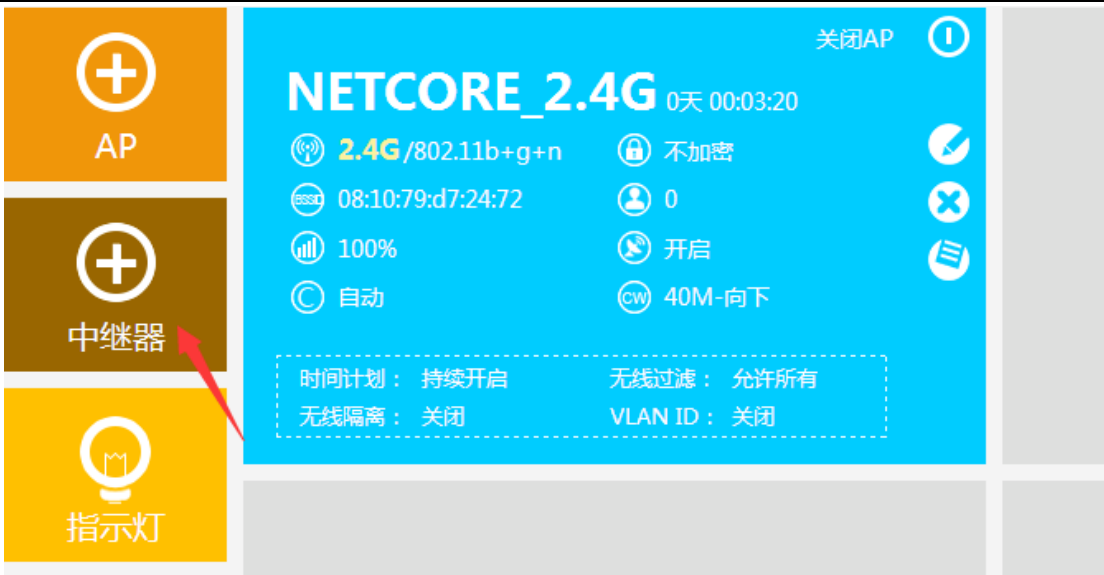 AP
中继器
指示灯
关闭AP
NETCORE_2.4G 0天 00:03:20
2.4G/802.11b+g+n 不加密
BSSID 08:10:79:d7:24:72 0
100% 开启
C 自动 CW 40M-向下
时间计划： 持续开启 无线过滤： 允许所有
无线隔离： 关闭 VLAN ID： 关闭